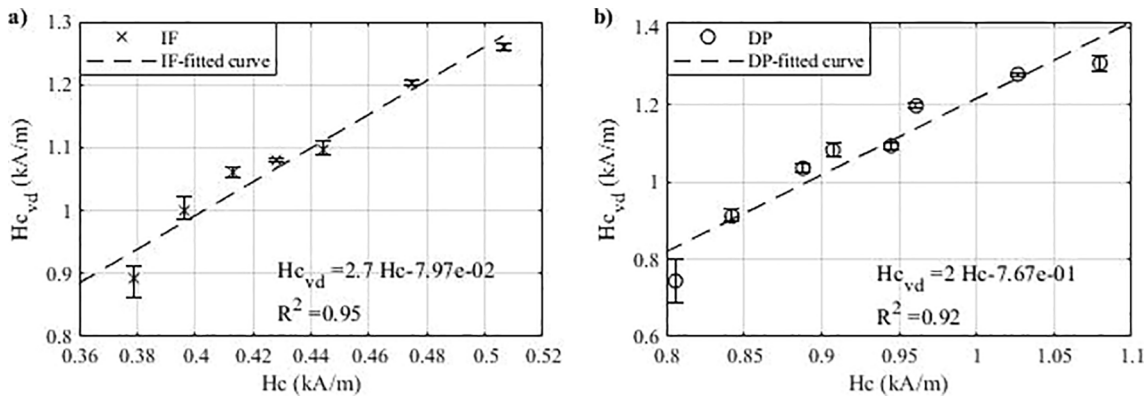 a)
IF
IF-fitted curve
1.3
1.2
1.1
1
0.9
0.8
Hc_vd (kA/m)
Hc_vd =2.7 Hc-7.97e-02
R² =0.95
0.36 0.38 0.4 0.42 0.44 0.46 0.48 0.5 0.52
Hc (kA/m)
b)
DP
DP-fitted curve
1.4
1.2
1
0.8
0.6
Hc_vd (kA/m)
Hc_vd =2 Hc-7.67e-01
R² =0.92
0.8 0.85 0.9 0.95 1 1.05 1.1
Hc (kA/m)